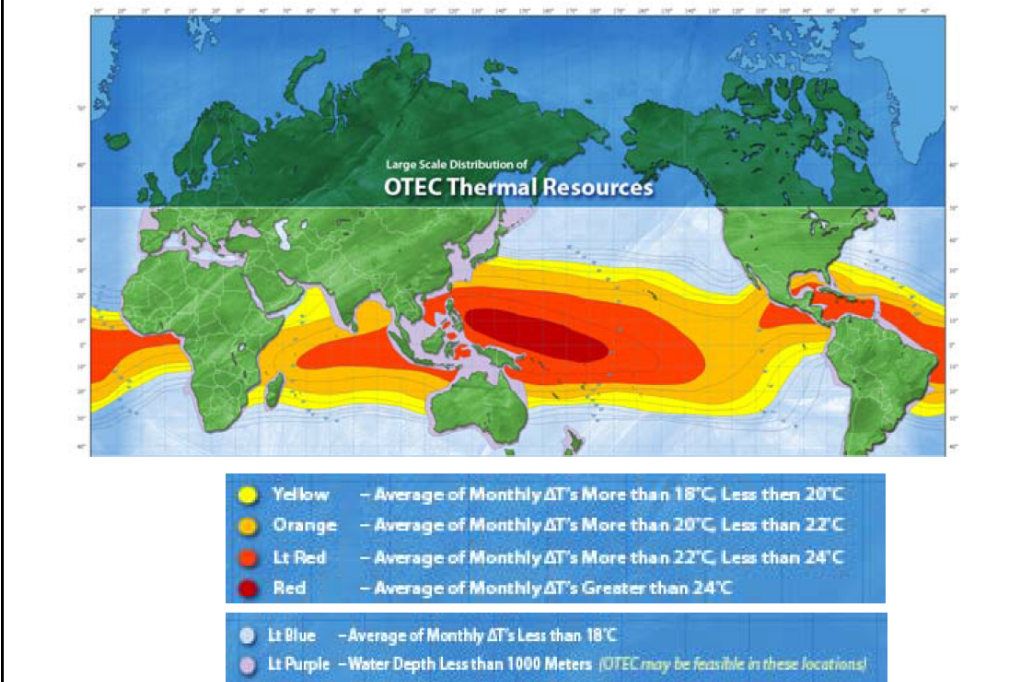 Large Scale Distribution of
OTEC Thermal Resources
Yellow – Average of Monthly ΔT's More than 18°C, Less then 20°C
Orange – Average of Monthly ΔT's More than 20°C, Less than 22°C
Lt Red – Average of Monthly ΔT's More than 22°C, Less than 24°C
Red – Average of Monthly ΔT's Greater than 24°C
Lt Blue – Average of Monthly ΔT's Less than 18°C
Lt Purple – Water Depth Less than 1000 Meters (OTEC may be feasible in these locations)